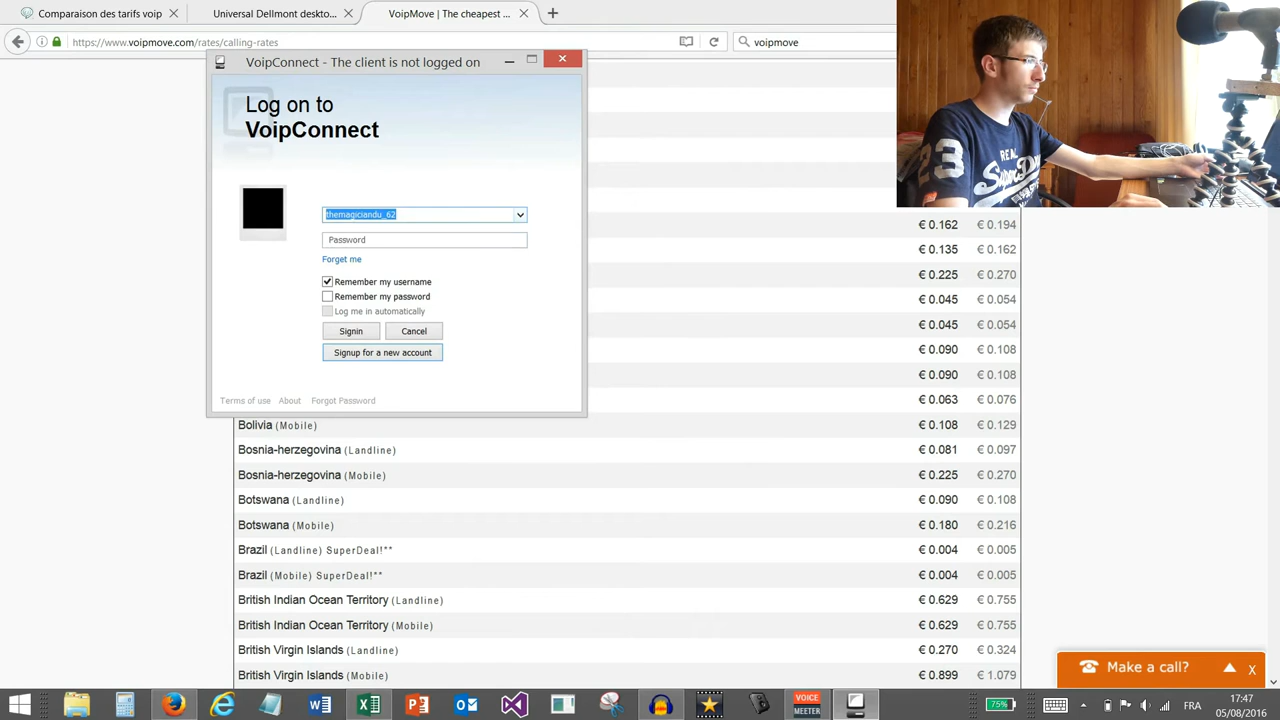 Comparaison des tarifs voip
Universal Dellmont deskto...
VoipMove | The cheapest ...
https://www.voipmove.com/rates/calling-rates
voipmove
VoipConnect - The client is not logged on
Log on to
VoipConnect
themagiciandu_62
Password
Forget me
Remember my username
Remember my password
Log me in automatically
Signin
Cancel
Signup for a new account
Terms of use
About
Forgot Password
23
REAL
SuperDry
€ 0.162 € 0.194
€ 0.135 € 0.162
€ 0.225 € 0.270
€ 0.045 € 0.054
€ 0.045 € 0.054
€ 0.090 € 0.108
€ 0.090 € 0.108
€ 0.063 € 0.076
Bolivia (Mobile) € 0.108 € 0.129
Bosnia-herzegovina (Landline) € 0.081 € 0.097
Bosnia-herzegovina (Mobile) € 0.225 € 0.270
Botswana (Landline) € 0.090 € 0.108
Botswana (Mobile) € 0.180 € 0.216
Brazil (Landline) SuperDeal!** € 0.004 € 0.005
Brazil (Mobile) SuperDeal!** € 0.004 € 0.005
British Indian Ocean Territory (Landline) € 0.629 € 0.755
British Indian Ocean Territory (Mobile) € 0.629 € 0.755
British Virgin Islands (Landline) € 0.270 € 0.324
British Virgin Islands (Mobile) € 0.899 € 1.079
Make a call?
X
VOICE
MEETER
75%
FRA
17:47
05/08/2016